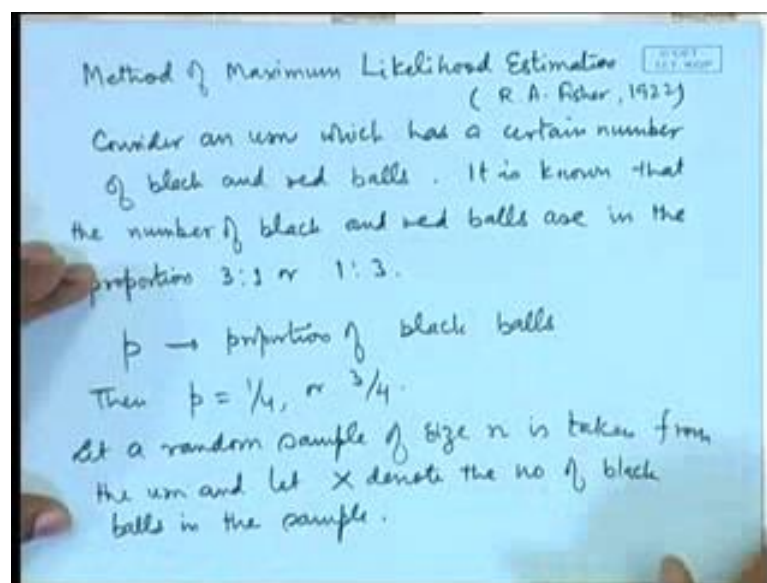 Method of Maximum Likelihood Estimation
( R A. Fisher, 1922)
Consider an urn which has a certain number
of black and red balls. It is known that
the number of black and red balls are in the
proportion 3:1 or 1:3.
p → proportion of black balls
Then p = 1/4, or 3/4.
Let a random sample of size n is taken from
the urn and let X denote the no of black
balls in the sample.